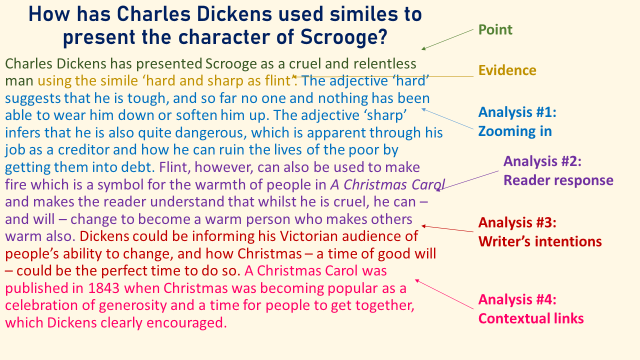 How has Charles Dickens used similes to
present the character of Scrooge?
Charles Dickens has presented Scrooge as a cruel and relentless
man using the simile ‘hard and sharp as flint”. The adjective ‘hard’
suggests that he is tough, and so far no one and nothing has been
able to wear him down or soften him up. The adjective ‘sharp’
infers that he is also quite dangerous, which is apparent through his
job as a creditor and how he can ruin the lives of the poor by
getting them into debt. Flint, however, can also be used to make
fire which is a symbol for the warmth of people in A Christmas Carol
and makes the reader understand that whilst he is cruel, he can –
and will – change to become a warm person who makes others
warm also. Dickens could be informing his Victorian audience of
people’s ability to change, and how Christmas – a time of good will
– could be the perfect time to do so. A Christmas Carol was
published in 1843 when Christmas was becoming popular as a
celebration of generosity and a time for people to get together,
which Dickens clearly encouraged.
Point
Evidence
Analysis #1:
Zooming in
Analysis #2:
Reader response
Analysis #3:
Writer’s intentions
Analysis #4:
Contextual links